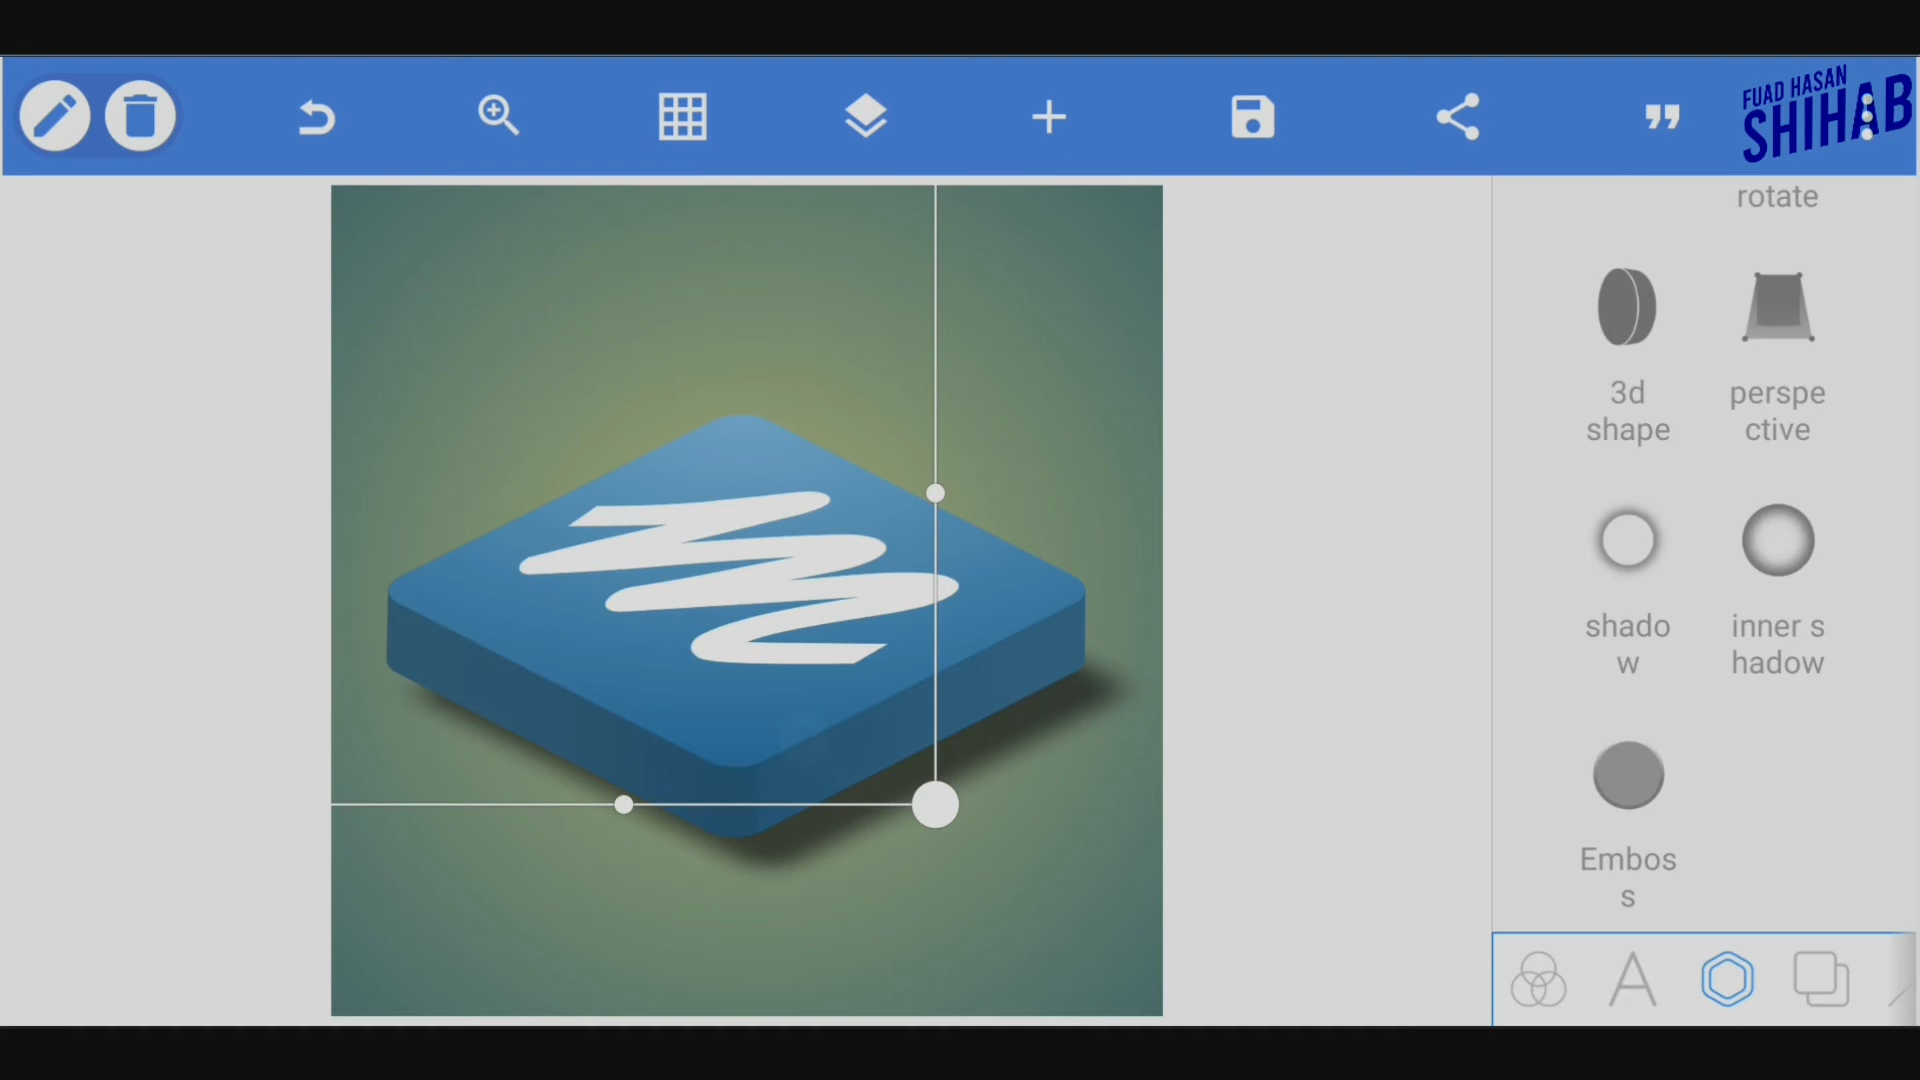 FUAD HASAN
SHIHAB
rotate
3d
shape
perspe
ctive
shado
w
inner s
hadow
Embos
s